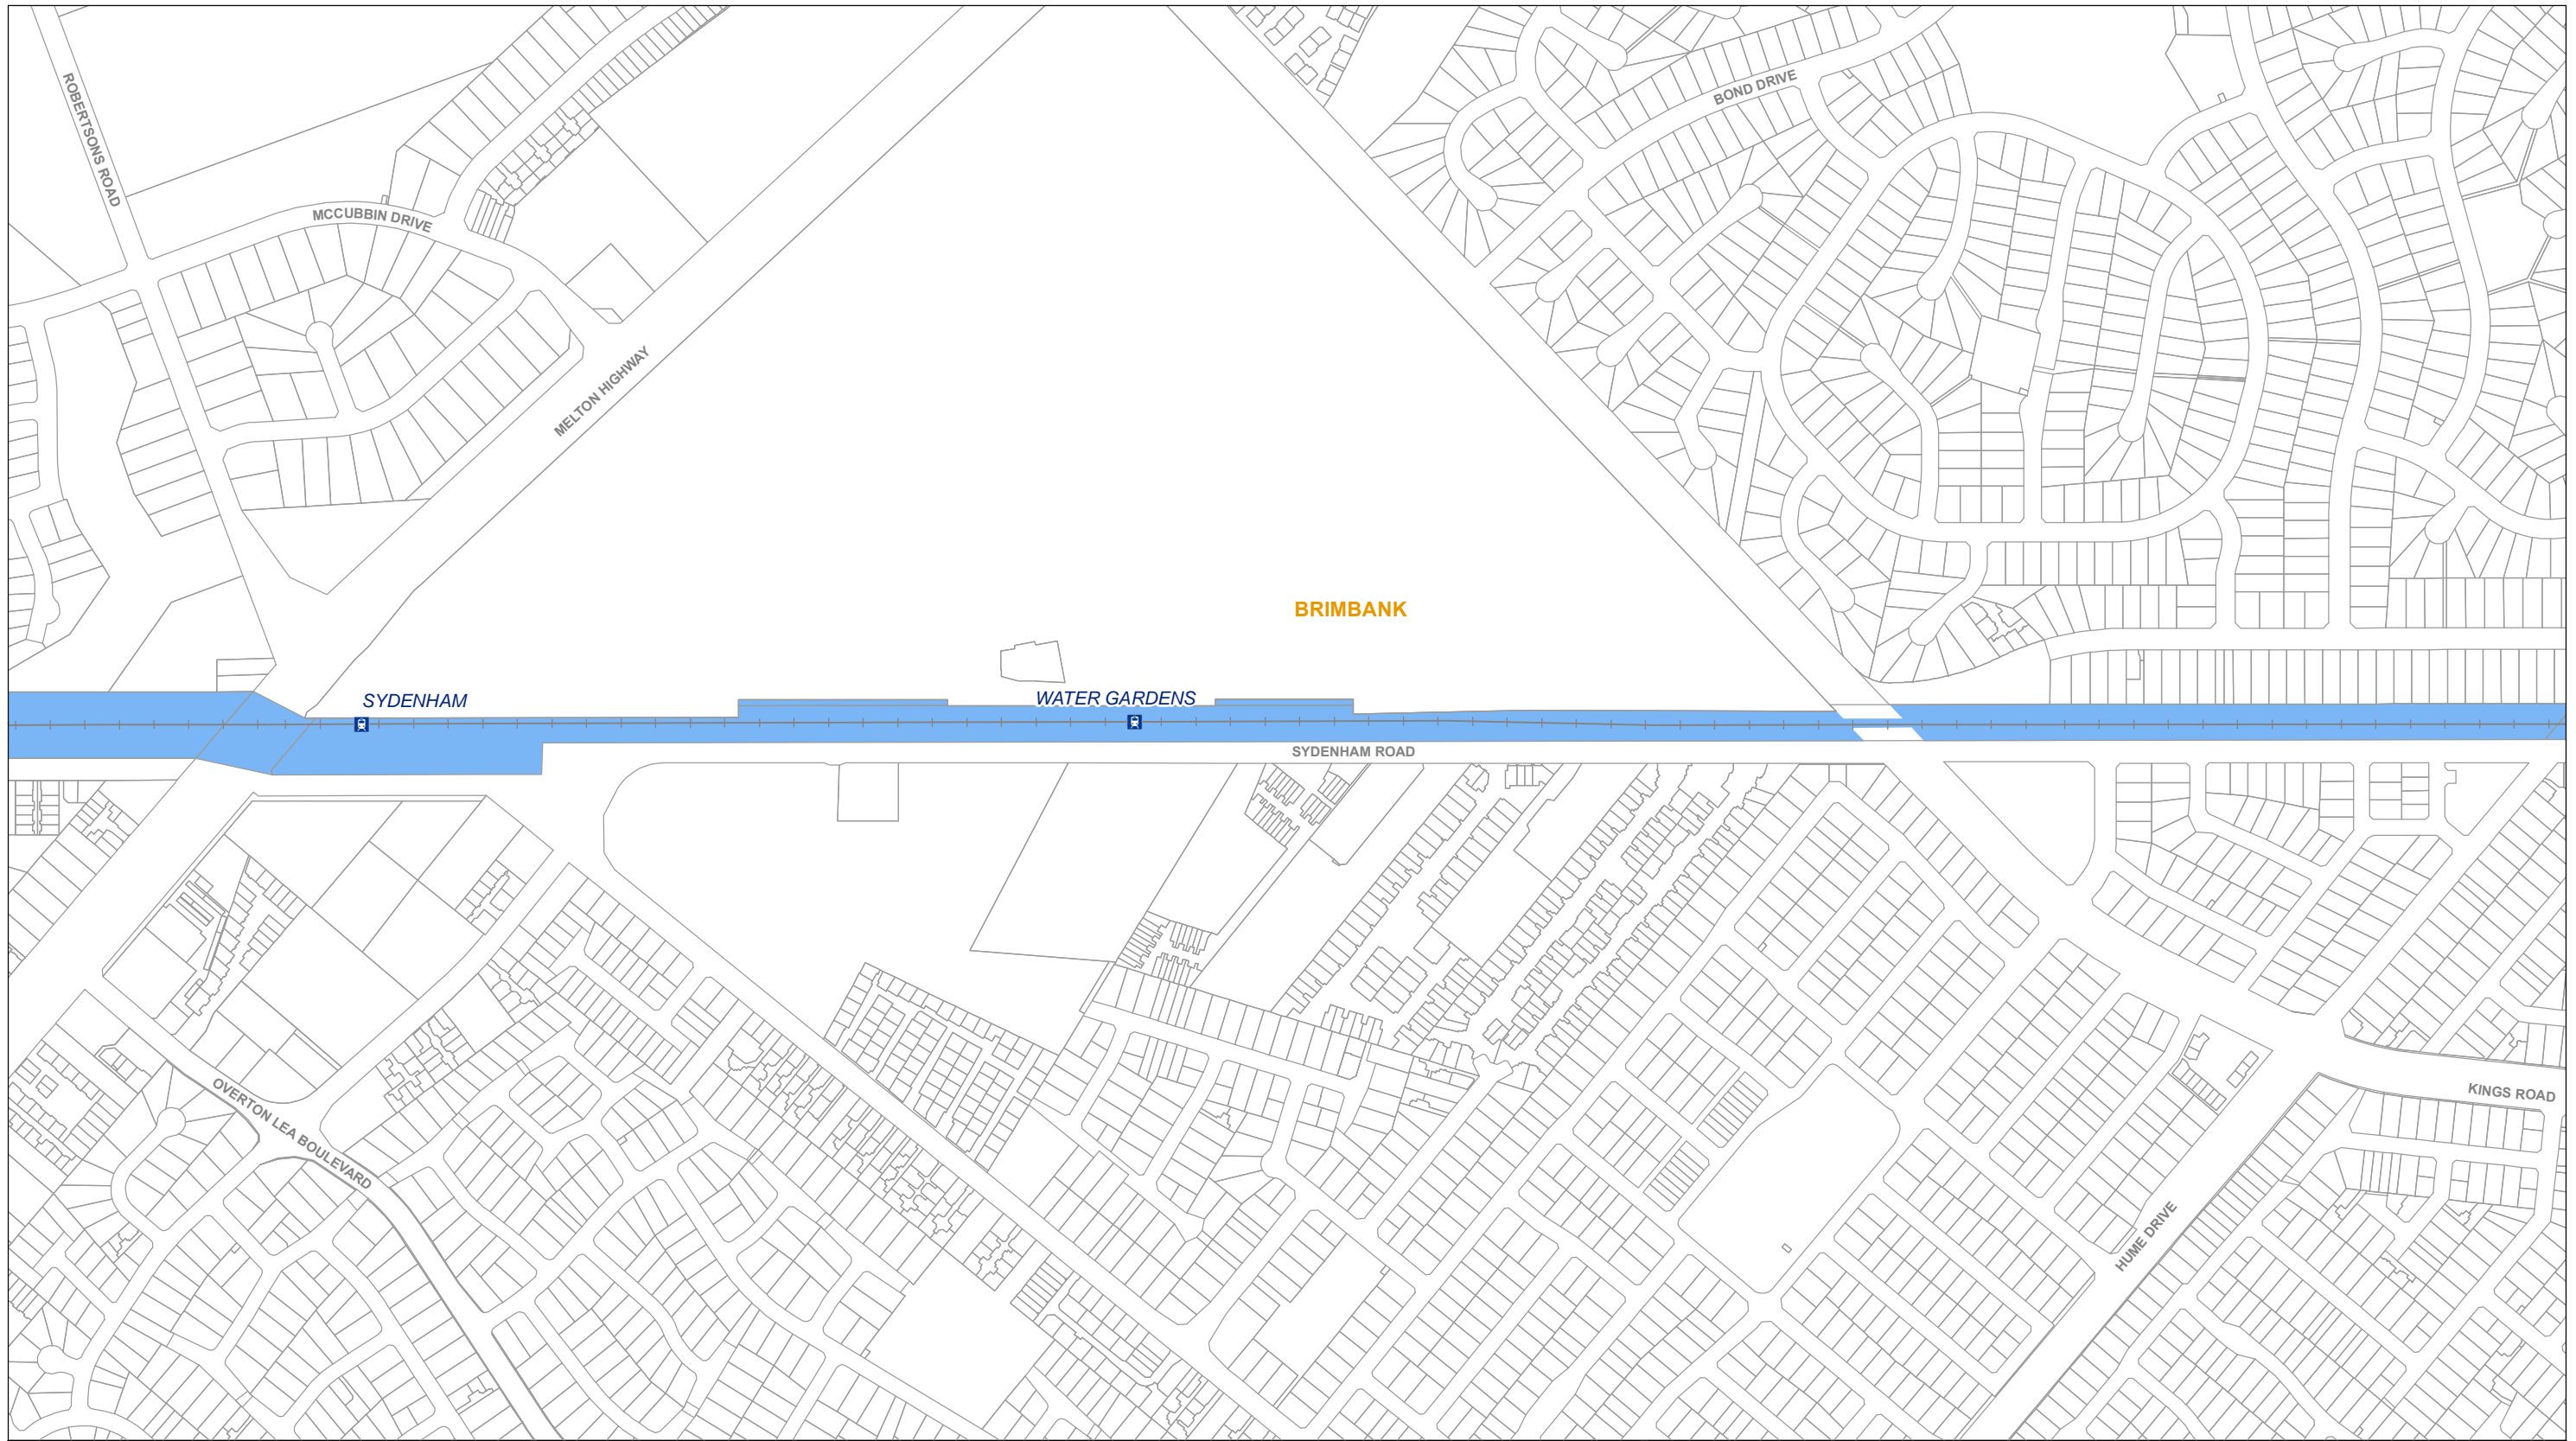 ROBERTSONS ROAD
BOND DRIVE
MCCUBBIN DRIVE
MELTON HIGHWAY
BRIMBANK
SYDENHAM
WATER GARDENS
SYDENHAM ROAD
OVERTON LEA BOULEVARD
KINGS ROAD
HUME DRIVE